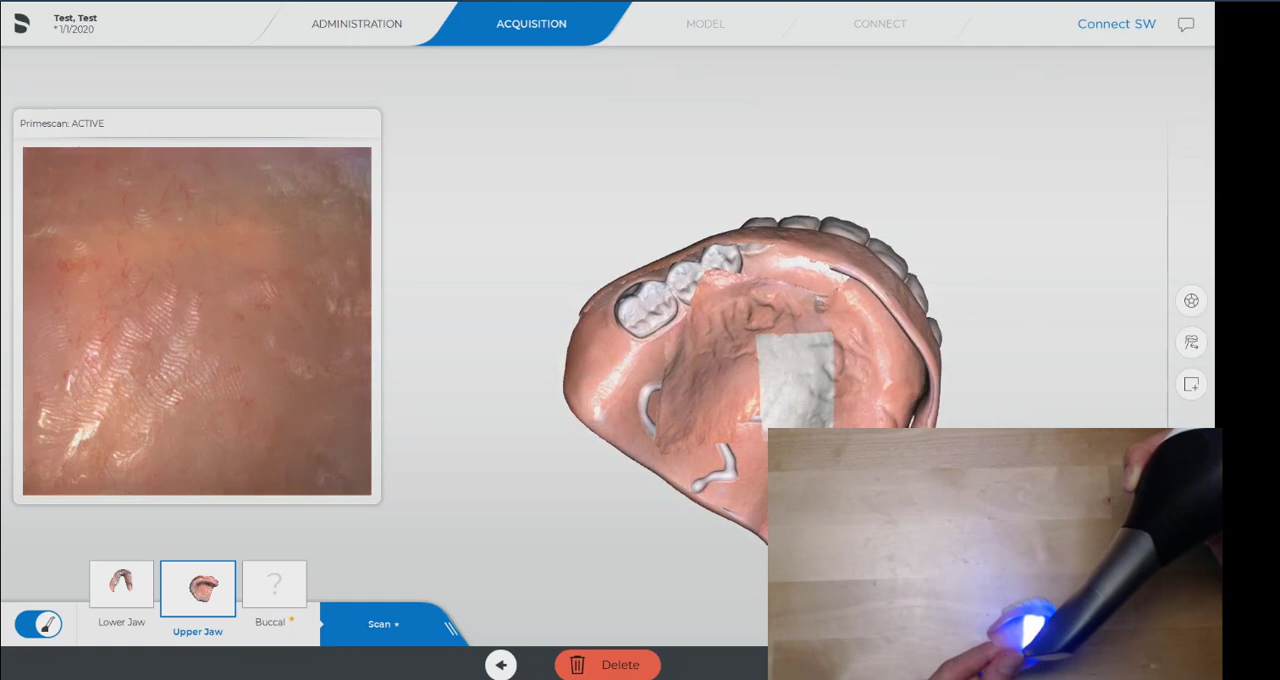 Test, Test
* 1/1/2020
ADMINISTRATION
ACQUISITION
MODEL
CONNECT
Connect SW
Primescan: ACTIVE
?
Lower Jaw
Upper Jaw
Buccal *
Scan
Delete